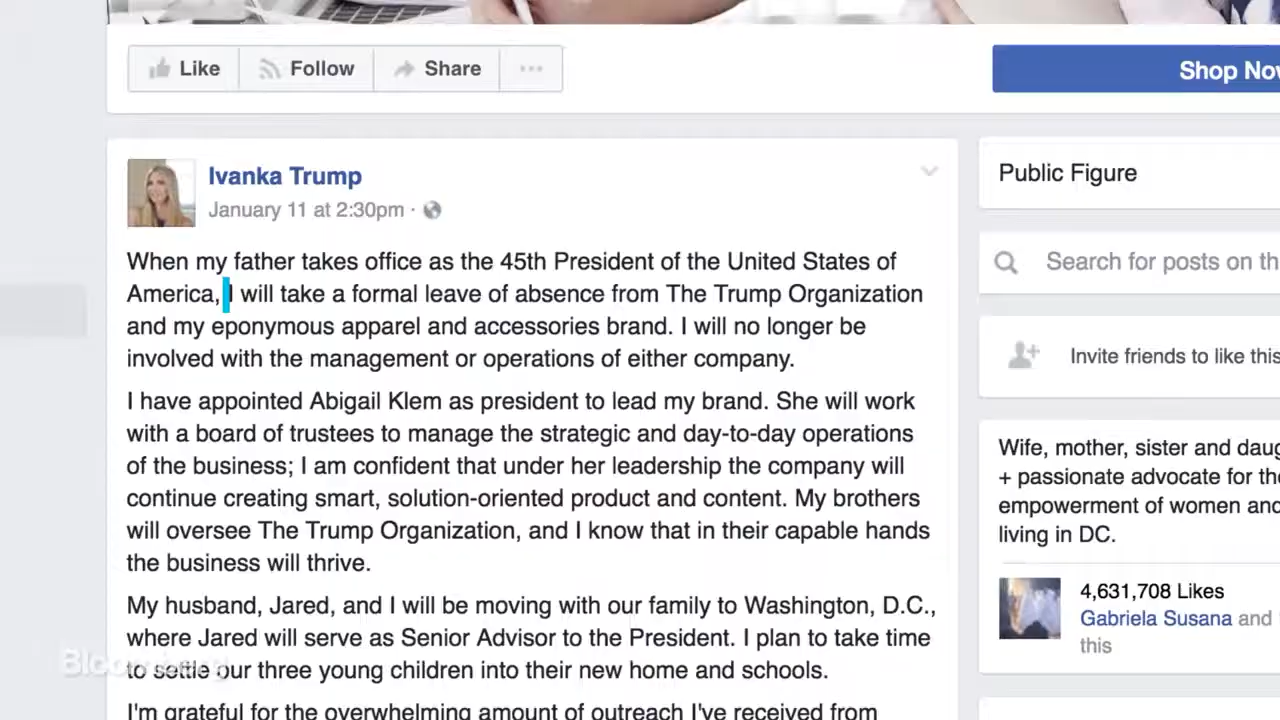 Like
Follow
Share
Shop Now
Ivanka Trump
January 11 at 2:30pm ·
When my father takes office as the 45th President of the United States of
America, I will take a formal leave of absence from The Trump Organization
and my eponymous apparel and accessories brand. I will no longer be
involved with the management or operations of either company.
I have appointed Abigail Klem as president to lead my brand. She will work
with a board of trustees to manage the strategic and day-to-day operations
of the business; I am confident that under her leadership the company will
continue creating smart, solution-oriented product and content. My brothers
will oversee The Trump Organization, and I know that in their capable hands
the business will thrive.
My husband, Jared, and I will be moving with our family to Washington, D.C.,
where Jared will serve as Senior Advisor to the President. I plan to take time
to settle our three young children into their new home and schools.
I'm grateful for the overwhelming amount of outreach I've received from
Public Figure
Search for posts on th
Invite friends to like this
Wife, mother, sister and daug
+ passionate advocate for the
empowerment of women and
living in DC.
4,631,708 Likes
Gabriela Susana and
this
Bloomberg